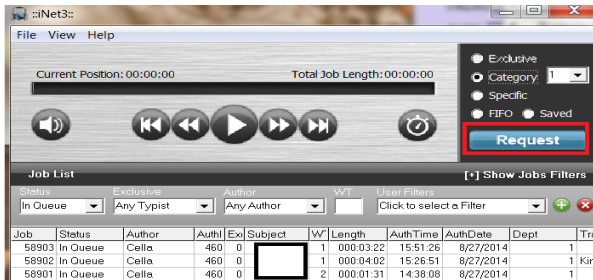 ::iNet3::
File View Help
Current Position: 00:00:00 Total Job Length: 00:00:00
Exclusive
Category 1
Specific
FIFO Saved
Request
Job List [+] Show Jobs Filters
Status Exclusive Author WT User Filters
In Queue Any Typist Any Author Click to select a Filter
Job Status Author AuthI Exc Subject W Length AuthTime AuthDate Dept Tra
58903 In Queue Cella 460 0 1 000:03:22 15:51:26 8/27/2014 1
58902 In Queue Cella 460 0 1 000:04:02 15:26:51 8/27/2014 1 Kir
58901 In Queue Cella 460 0 2 000:01:31 14:38:08 8/27/2014 1